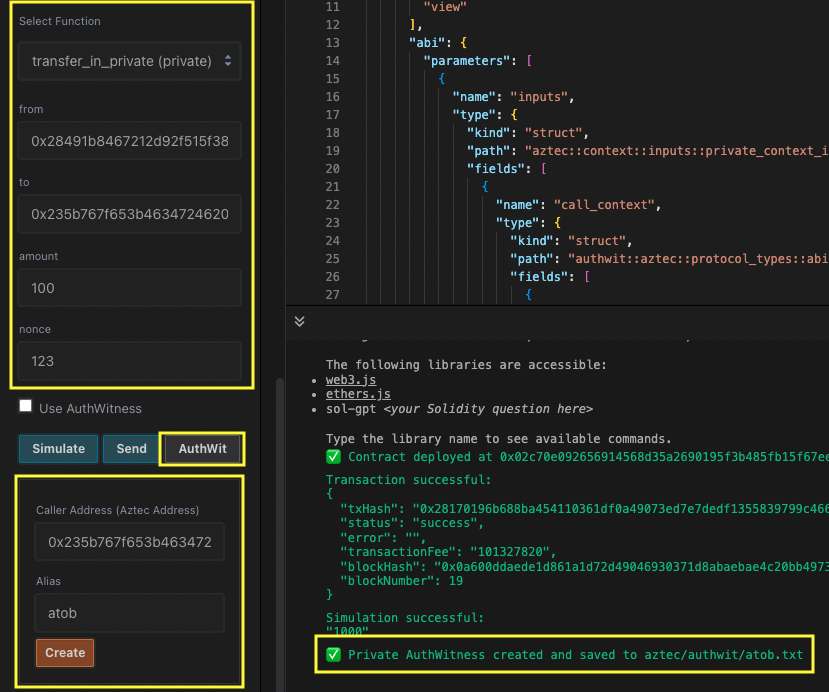 Select Function
transfer_in_private (private)
from
0x28491b8467212d92f515f38
to
0x235b767f653b4634724620
amount
100
nonce
123
Use AuthWitness
Simulate
Send
AuthWit
Caller Address (Aztec Address)
0x235b767f653b463472
Alias
atob
Create
11 "view"
12 ],
13 "abi": {
14 "parameters": [
15 {
16 "name": "inputs",
17 "type": {
18 "kind": "struct",
19 "path": "aztec::context::inputs::private_context_i
20 "fields": [
21 {
22 "name": "call_context",
23 "type": {
24 "kind": "struct",
25 "path": "authwit::aztec::protocol_types::abi
26 "fields": [
27 {
The following libraries are accessible:
• web3.js
• ethers.js
• sol-gpt <your Solidity question here>
Type the library name to see available commands.
✅ Contract deployed at 0x02c70e092656914568d35a2690195f3b485fb15f67ee
Transaction successful:
{
"txHash": "0x28170196b688ba454110361df0a49073ed7e7dedf1355839799c466
"status": "success",
"error": "",
"transactionFee": "101327820",
"blockHash": "0x0a600ddaede1d861a1d72d49046930371d8abaebae4c20bb4973
"blockNumber": 19
}
Simulation successful:
"1000"
✅ Private AuthWitness created and saved to aztec/authwit/atob.txt